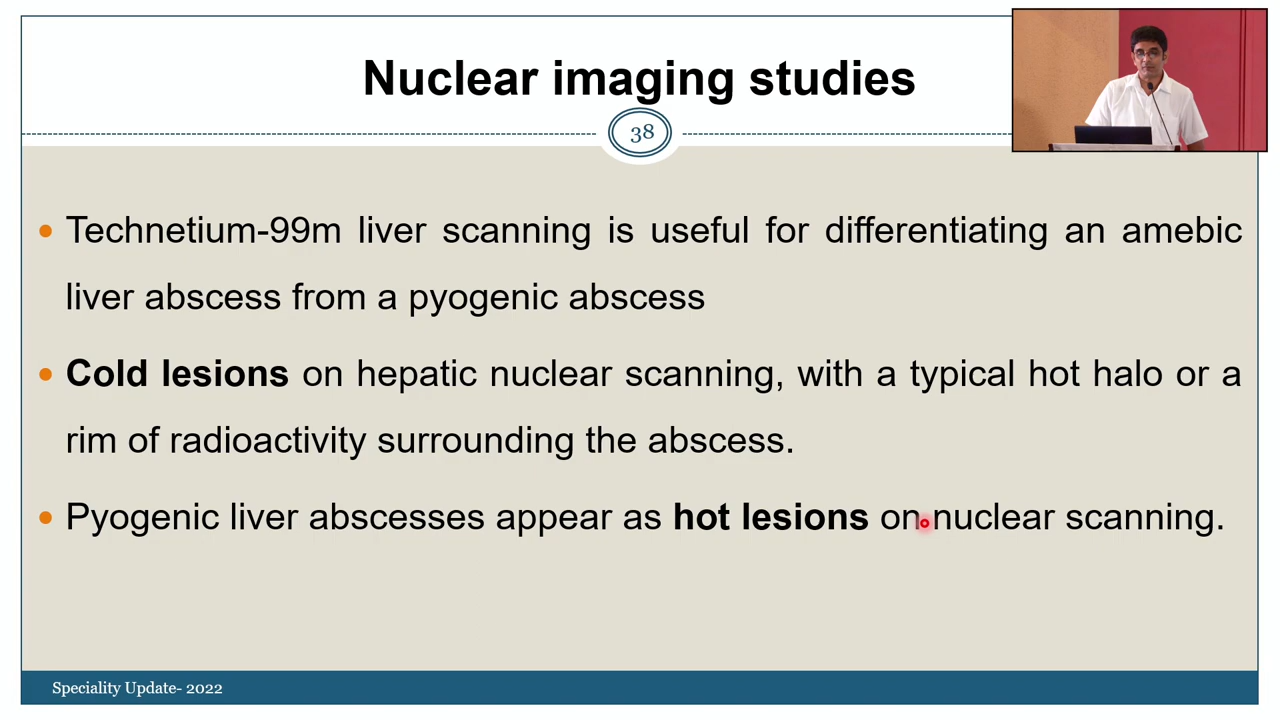 Nuclear imaging studies
38
Technetium-99m liver scanning is useful for differentiating an amebic
liver abscess from a pyogenic abscess
Cold lesions on hepatic nuclear scanning, with a typical hot halo or a
rim of radioactivity surrounding the abscess.
Pyogenic liver abscesses appear as hot lesions on nuclear scanning.
Speciality Update- 2022